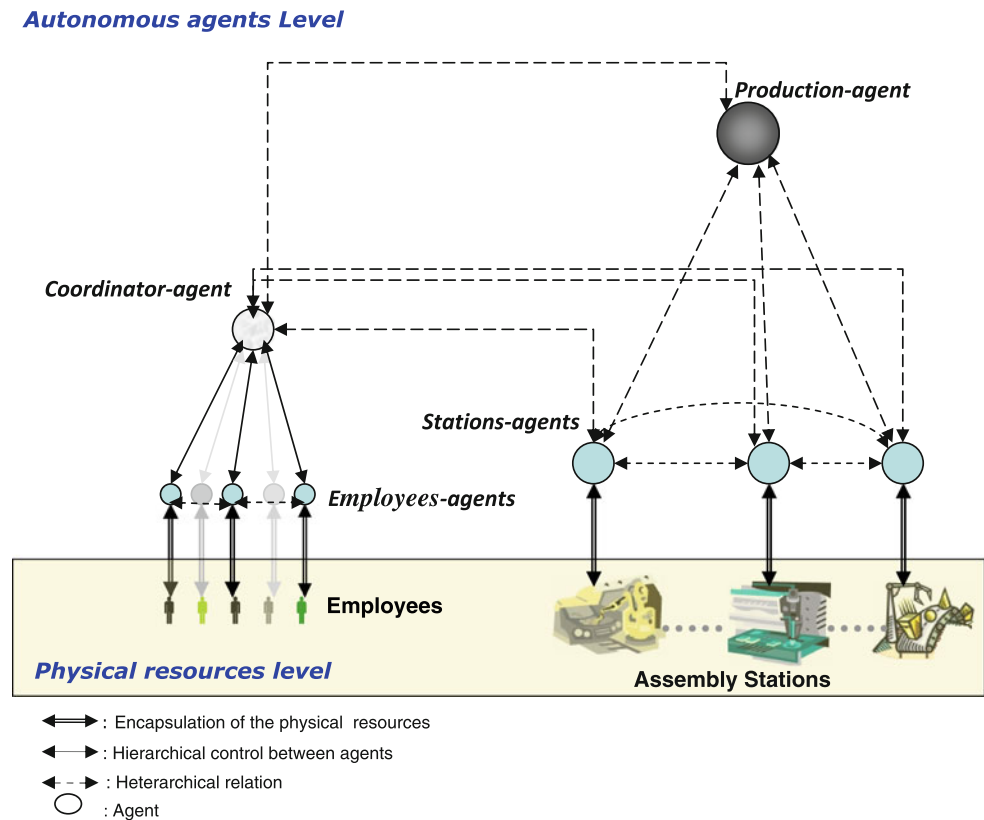 Autonomous agents Level
Production-agent
Coordinator-agent
Stations-agents
Employees-agents
Employees
Physical resources level
Assembly Stations
: Encapsulation of the physical resources
: Hierarchical control between agents
: Heterarchical relation
: Agent